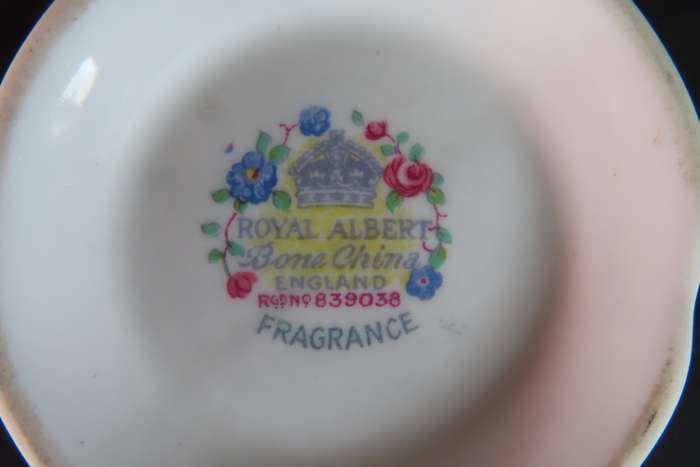 ROYAL ALBERT
Bone China
ENGLAND
RGD Nº 839038
FRAGRANCE